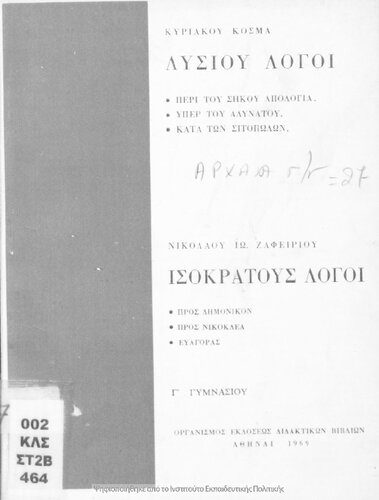 ΚΥΡΙΑΚΟΥ ΚΟΣΜΑ
ΛΥΣΙΟΥ ΛΟΓΟΙ
• ΠΕΡΙ ΤΟΥ ΣΗΚΟΥ ΑΠΟΛΟΓΙΑ.
• ΥΠΕΡ ΤΟΥ ΑΔΥΝΑΤΟΥ.
• ΚΑΤΑ ΤΩΝ ΣΙΤΟΠΩΛΩΝ.
ΝΙΚΟΛΑΟΥ ΙΩ. ΖΑΦΕΙΡΙΟΥ
ΙΣΟΚΡΑΤΟΥΣ ΛΟΓΟΙ
• ΠΡΟΣ ΔΗΜΟΝΙΚΟΝ
• ΠΡΟΣ ΝΙΚΟΚΛΕΑ
• ΕΥΑΓΟΡΑΣ
Γ' ΓΥΜΝΑΣΙΟΥ
ΟΡΓΑΝΙΣΜΟΣ ΕΚΔΟΣΕΩΣ ΔΙΔΑΚΤΙΚΩΝ ΒΙΒΛΙΩΝ
ΑΘΗΝΑΙ 1969
002
ΚΛΣ
ΣΤ2Β
464
Ψηφιοποιήθηκε από το Ινστιτούτο Εκπαιδευτικής Πολιτικής